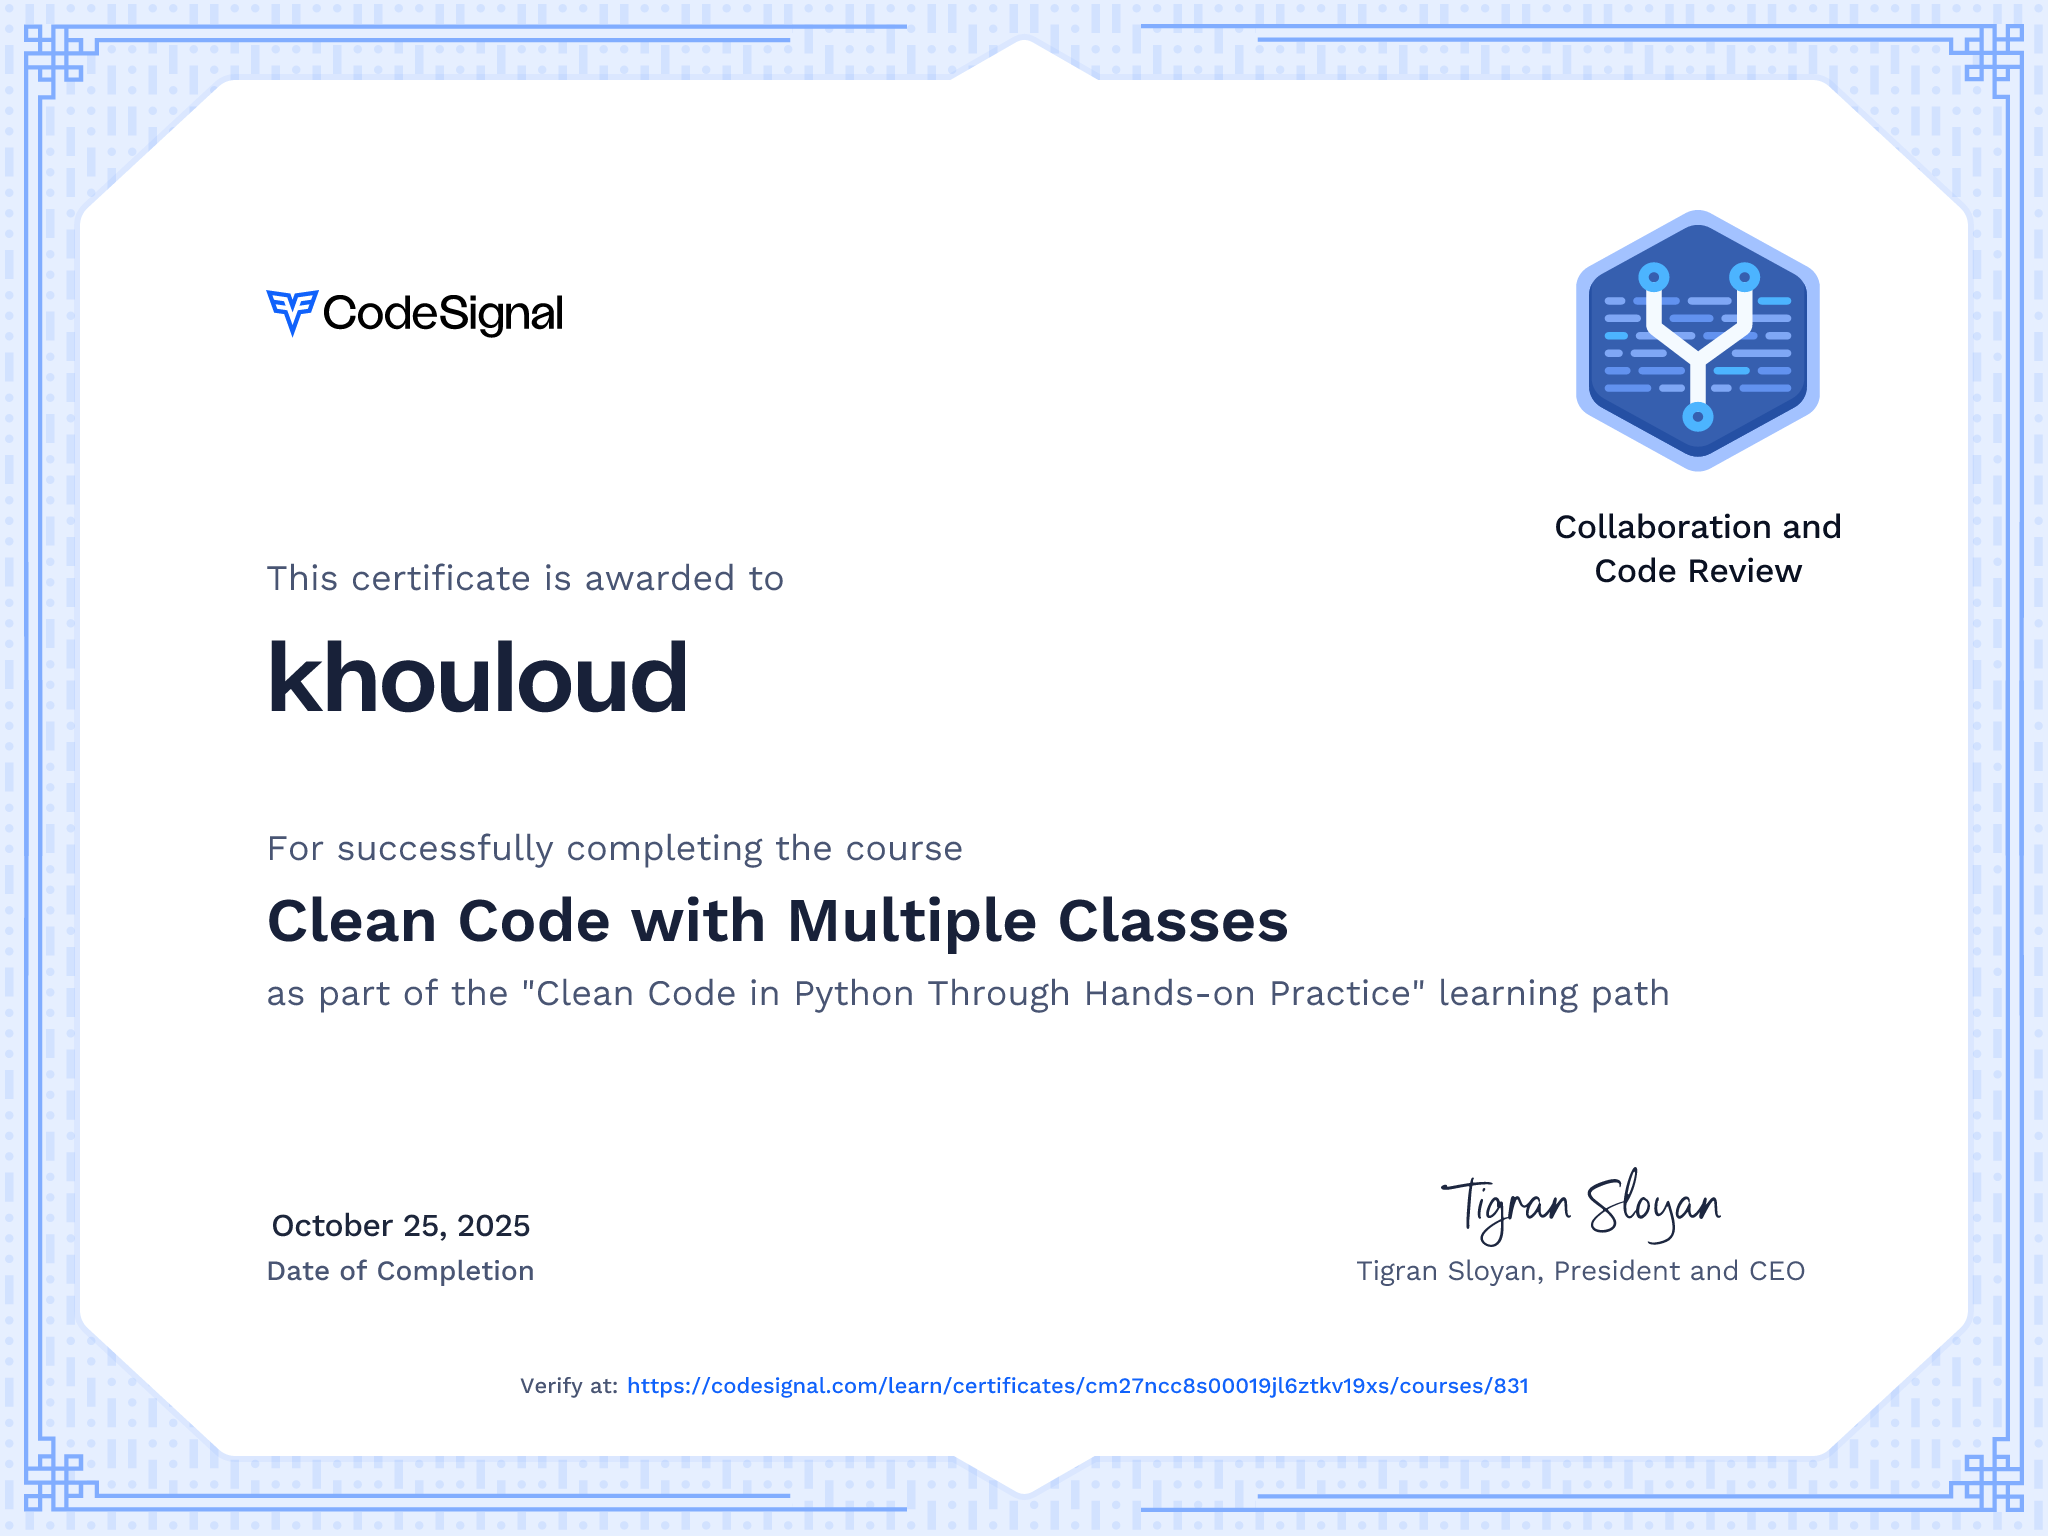 CodeSignal
Collaboration and
Code Review
This certificate is awarded to
khouloud
For successfully completing the course
Clean Code with Multiple Classes
as part of the "Clean Code in Python Through Hands-on Practice" learning path
October 25, 2025
Date of Completion
Tigran Sloyan
Tigran Sloyan, President and CEO
Verify at: https://codesignal.com/learn/certificates/cm27ncc8s00019jl6ztkv19xs/courses/831